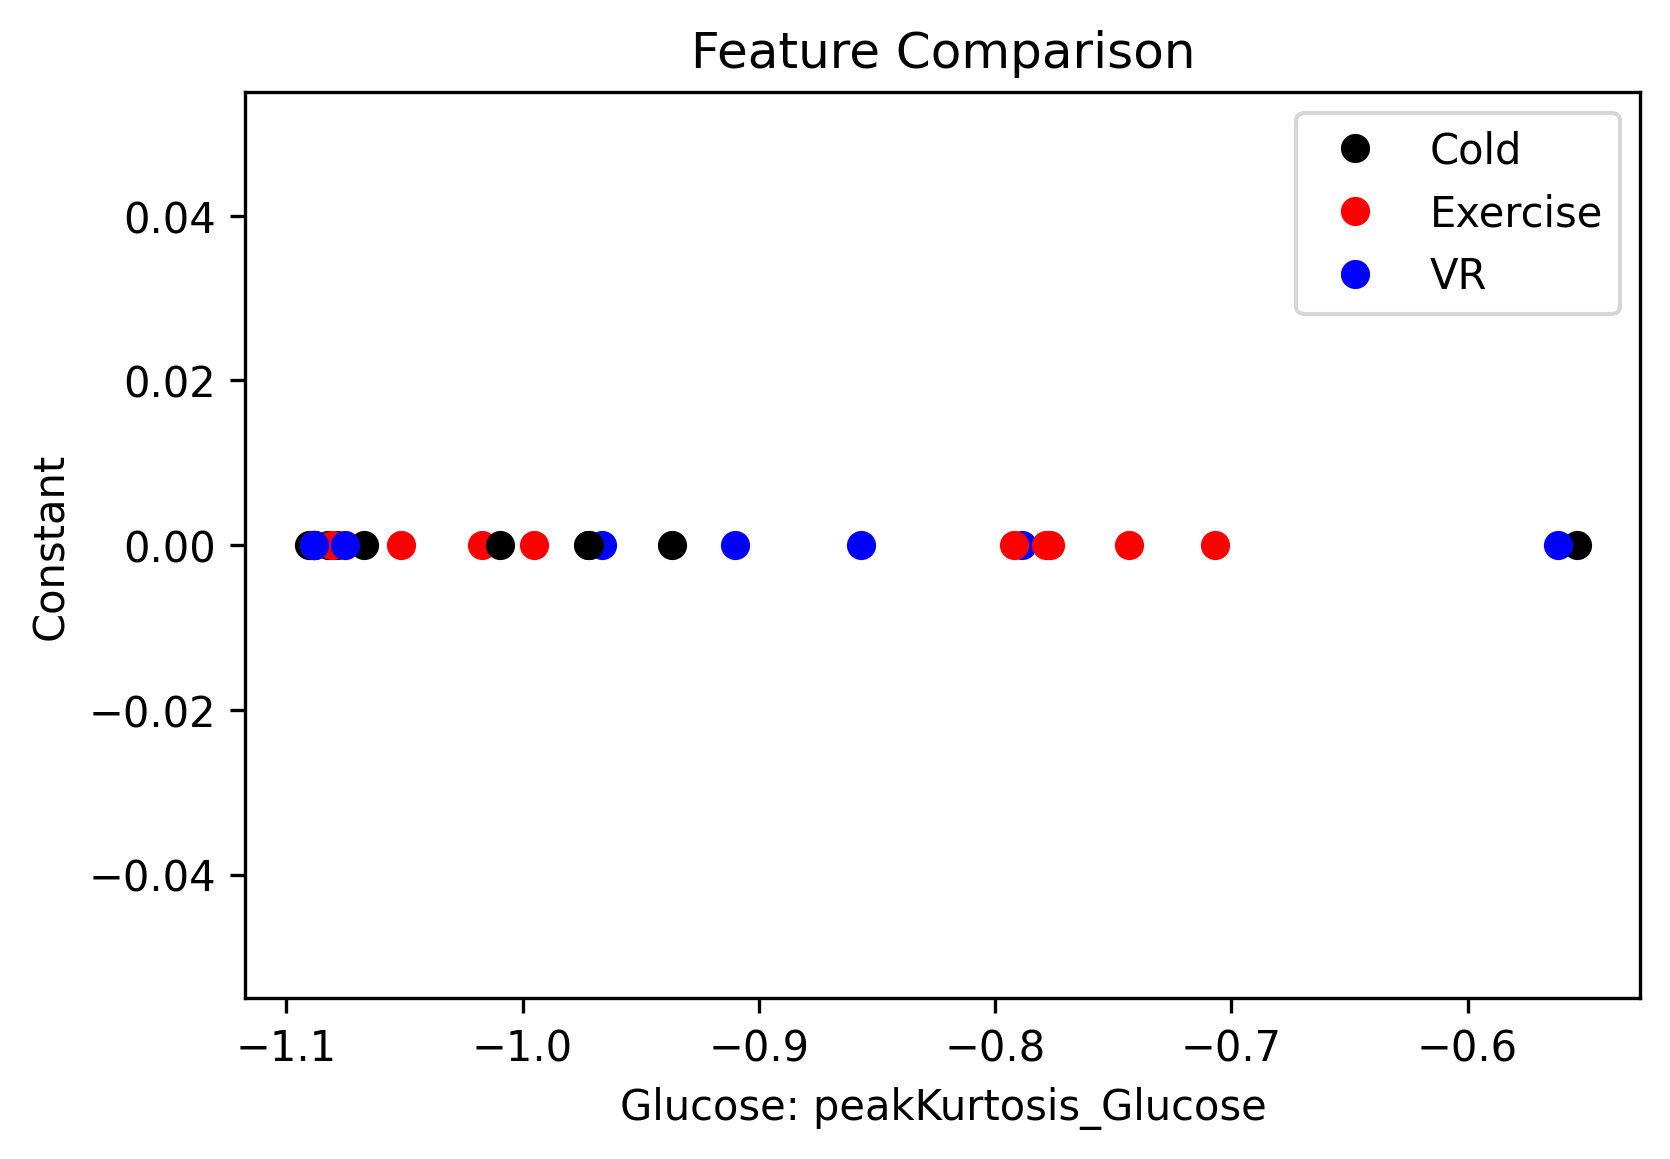 Feature Comparison
Cold
Exercise
VR
0.04
0.02
0.00
−0.02
−0.04
Constant
−1.1
−1.0
−0.9
−0.8
−0.7
−0.6
Glucose: peakKurtosis_Glucose